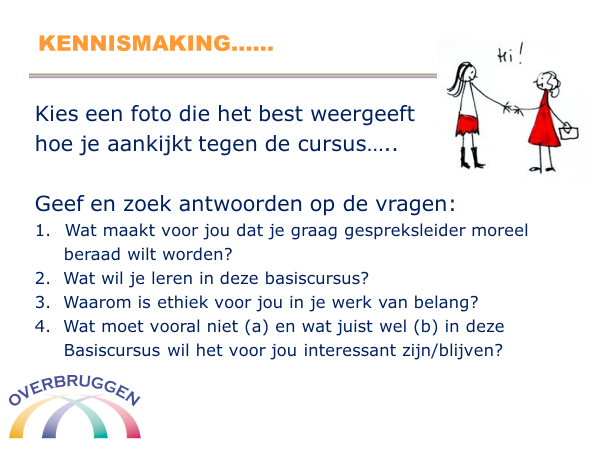 KENNISMAKING……
Hi!
Kies een foto die het best weergeeft
hoe je aankijkt tegen de cursus…..
Geef en zoek antwoorden op de vragen:
1. Wat maakt voor jou dat je graag gespreksleider moreel
beraad wilt worden?
2. Wat wil je leren in deze basiscursus?
3. Waarom is ethiek voor jou in je werk van belang?
4. Wat moet vooral niet (a) en wat juist wel (b) in deze
Basiscursus wil het voor jou interessant zijn/blijven?
OVERBRUGGEN